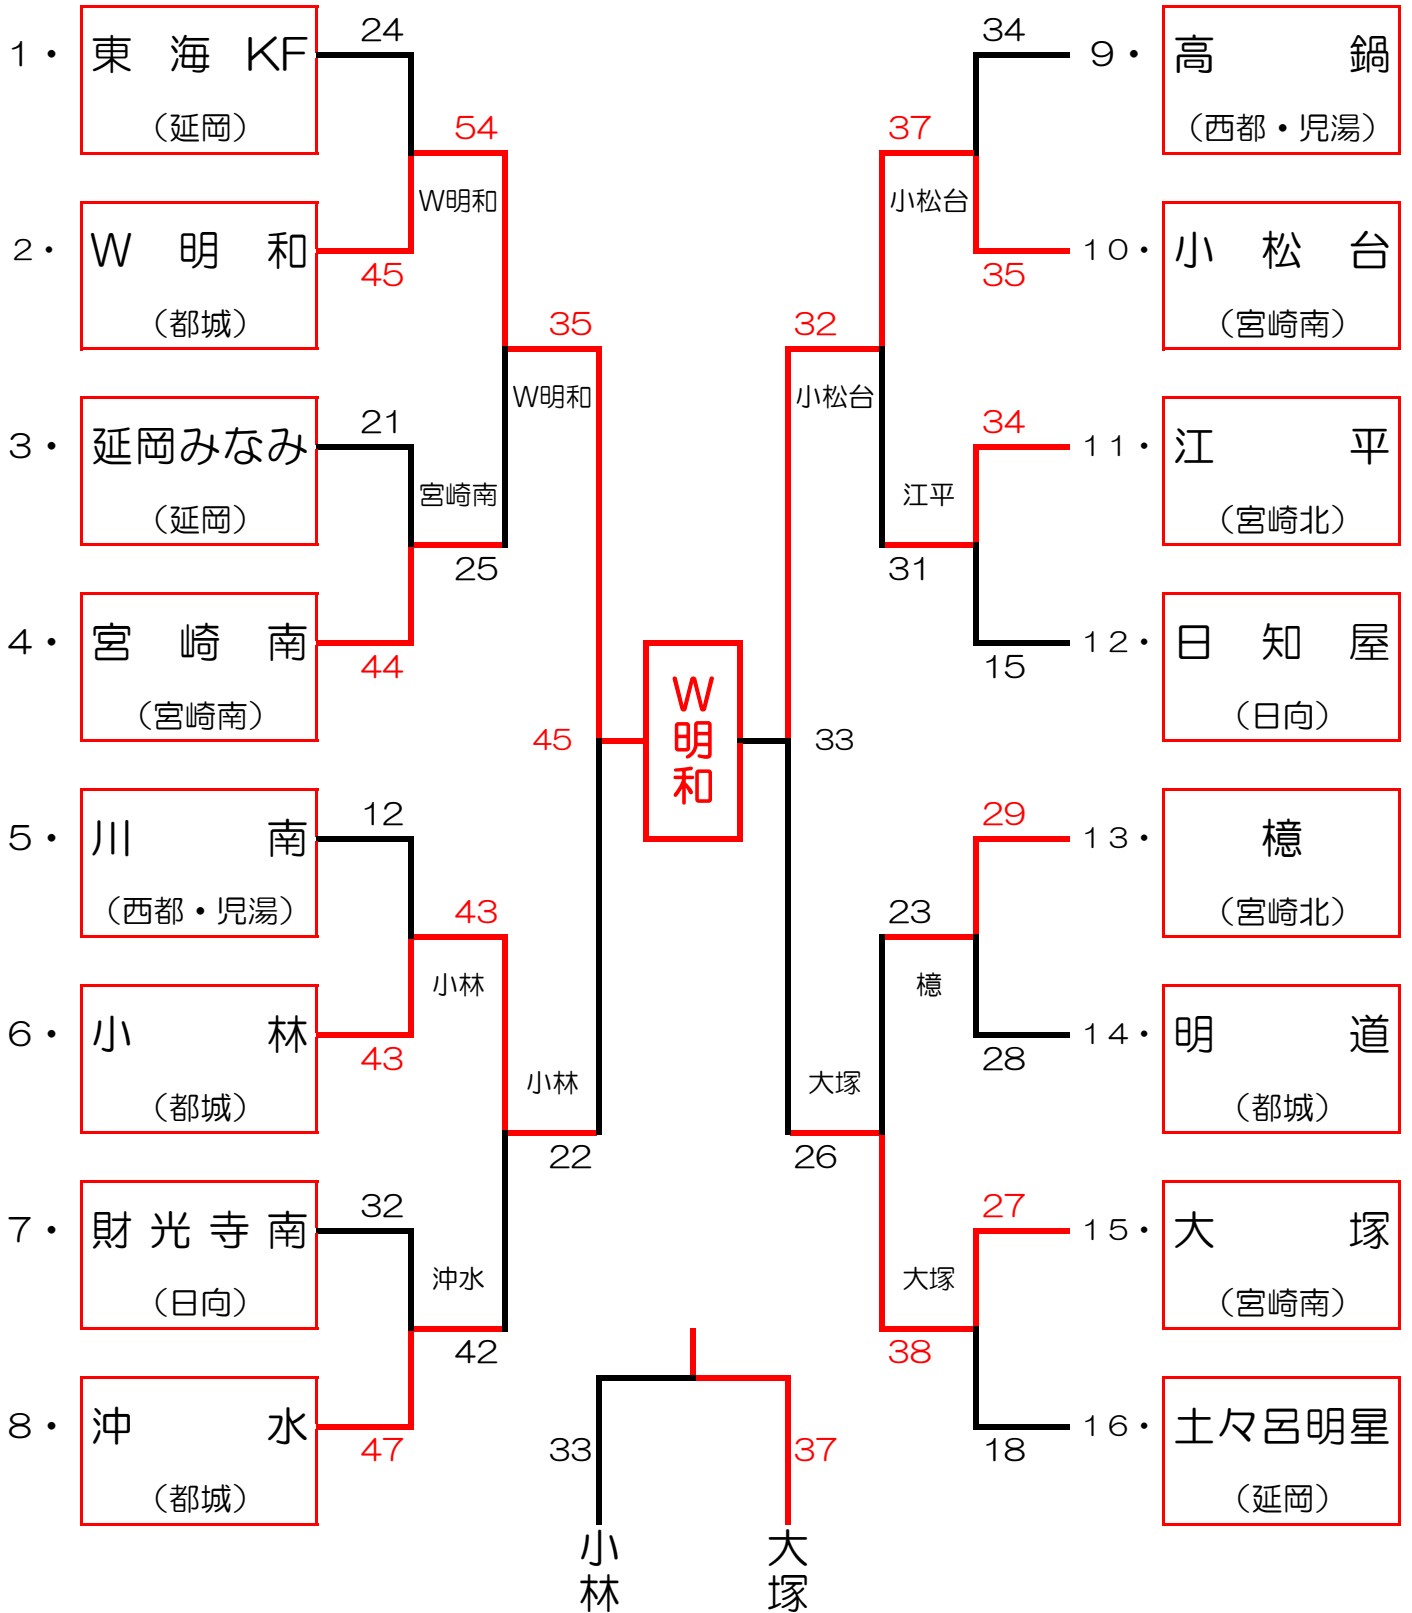 1・ 東海KF
(延岡)
24
2・ W明和
(都城)
45
54
W明和
3・ 延岡みなみ
(延岡)
21
4・ 宮崎南
(宮崎南)
44
宮崎南
25
35
W明和
5・ 川南
(西都・児湯)
12
6・ 小林
(都城)
43
43
小林
7・ 財光寺南
(日向)
32
8・ 沖水
(都城)
47
沖水
42
小林
22
45
W明和
33
9・ 高鍋
(西都・児湯)
34
10・ 小松台
(宮崎南)
35
37
小松台
11・ 江平
(宮崎北)
34
12・ 日知屋
(日向)
15
江平
31
32
小松台
13・ 檍
(宮崎北)
29
14・ 明道
(都城)
28
23
檍
15・ 大塚
(宮崎南)
27
16・ 土々呂明星
(延岡)
18
大塚
38
大塚
26
33
37
小林
大塚